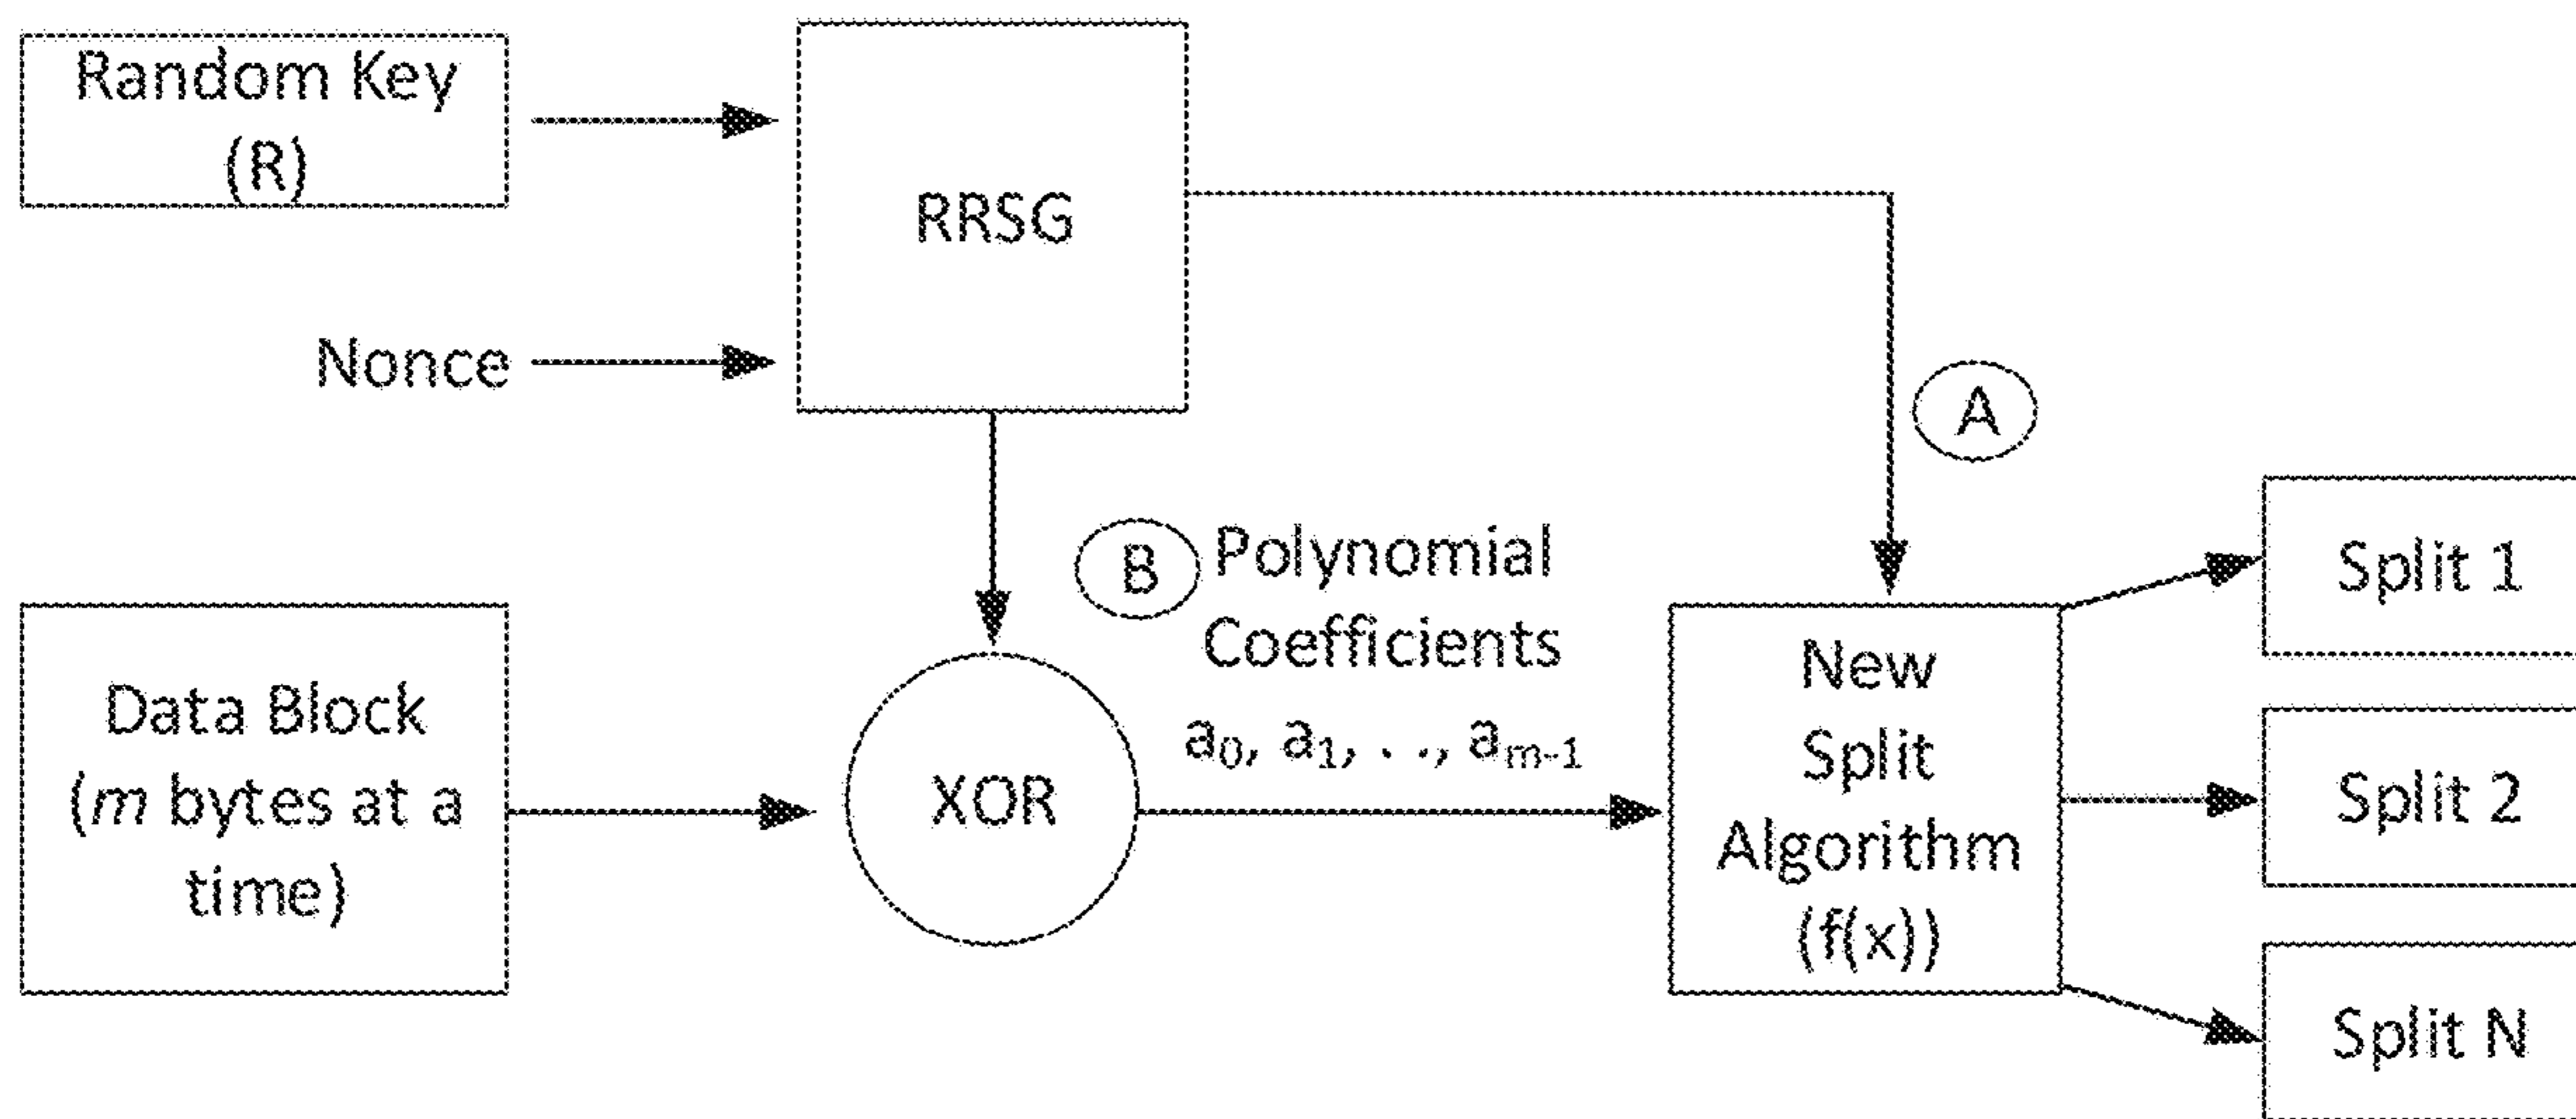 Random Key
(R)
RRSG
Nonce
A
B
Polynomial
Coefficients
a₀, a₁, . ., aₘ₋₁
Data Block
(m bytes at a
time)
XOR
New
Split
Algorithm
(f(x))
Split 1
Split 2
Split N